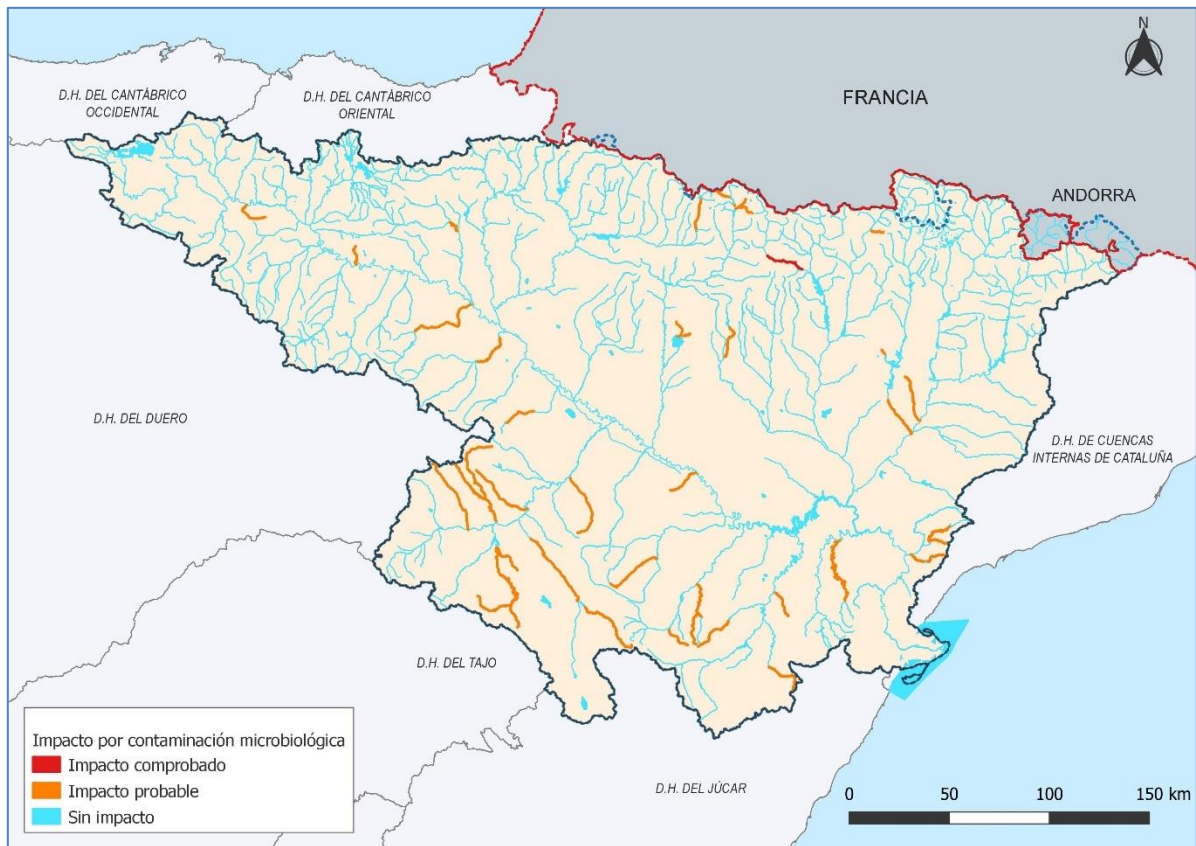 N
D.H. DEL CANTÁBRICO
OCCIDENTAL
D.H. DEL CANTÁBRICO
ORIENTAL
FRANCIA
ANDORRA
D.H. DEL DUERO
D.H. DE CUENCAS
INTERNAS DE CATALUÑA
D.H. DEL TAJO
D.H. DEL JÚCAR
Impacto por contaminación microbiológica
Impacto comprobado
Impacto probable
Sin impacto
0 50 100 150 km